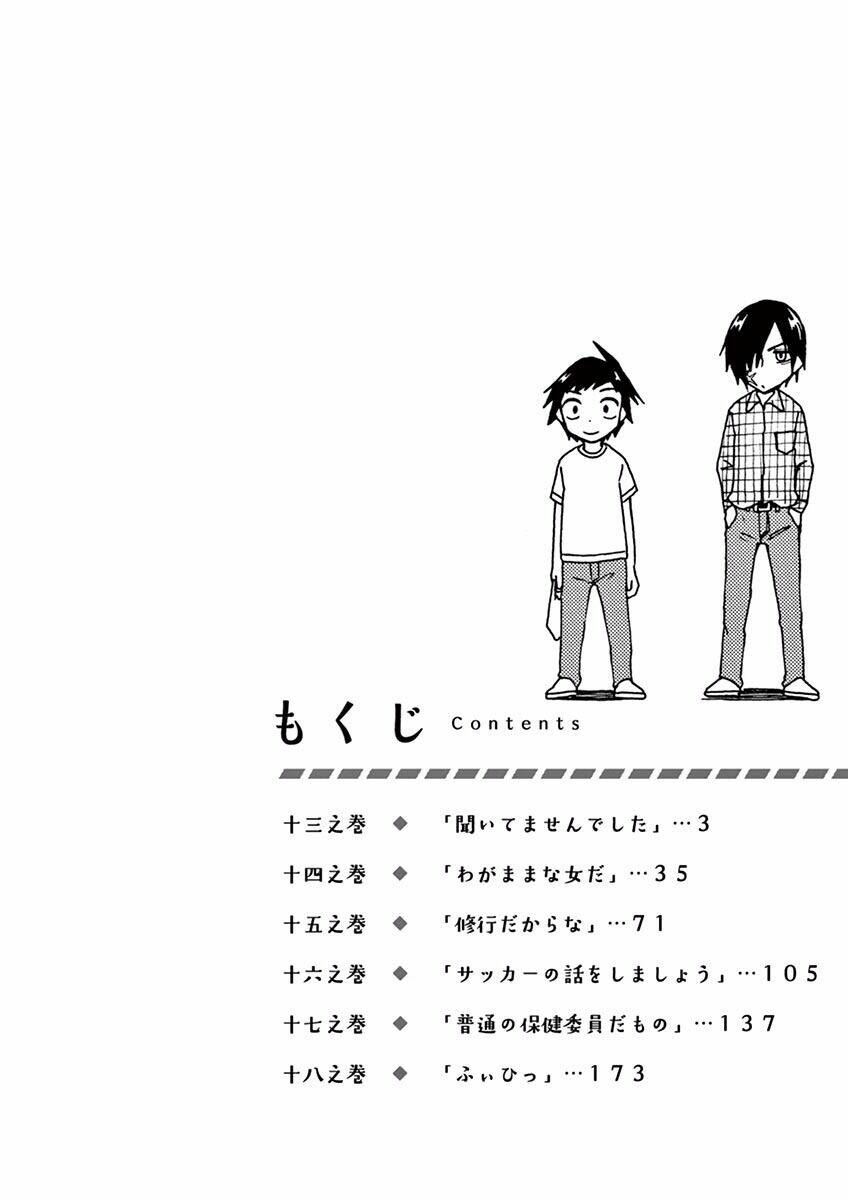 もくじ Contents
十三之巻 ◆ 「聞いてませんでした」…3
十四之巻 ◆ 「わがままな女だ」…35
十五之巻 ◆ 「修行だからな」…71
十六之巻 ◆ 「サッカーの話をしましょう」…105
十七之巻 ◆ 「普通の保健委員だもの」…137
十八之巻 ◆ 「ふぃひっ」…173